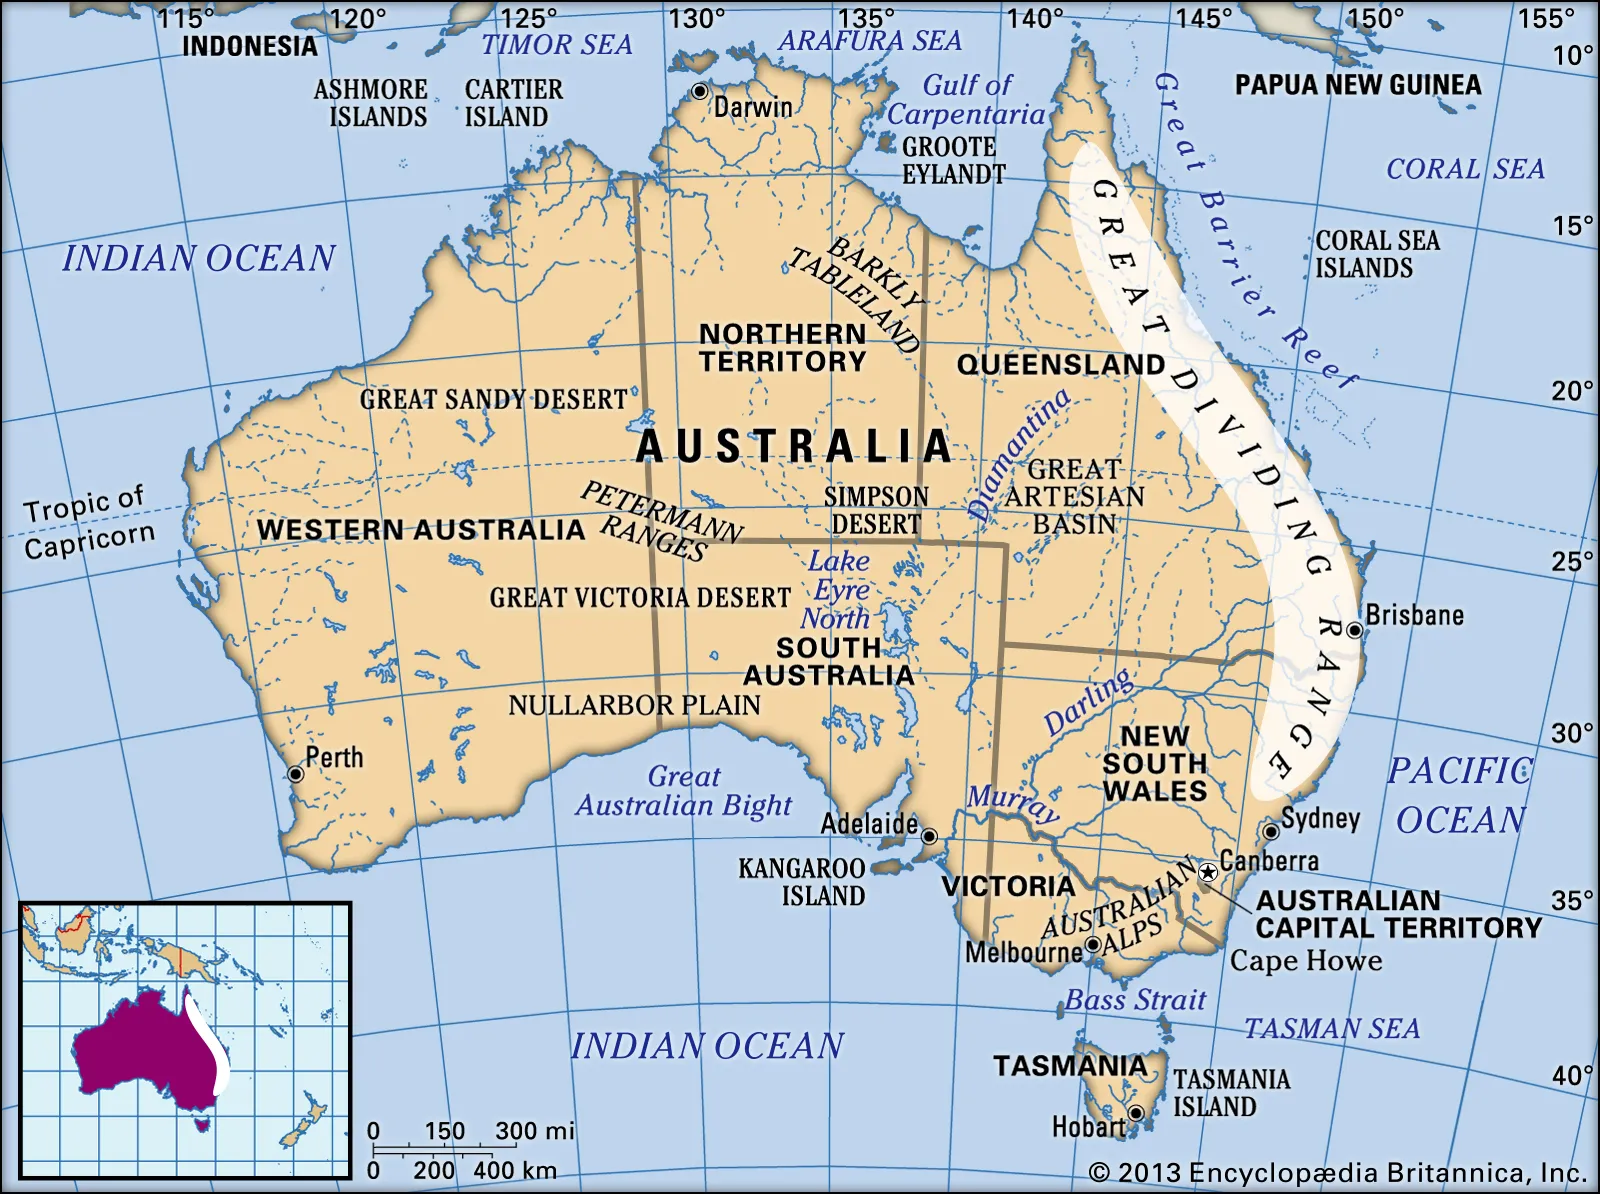 115°
120°
125°
130°
135°
140°
145°
150°
155°
INDONESIA
TIMOR SEA
ARAFURA SEA
10°
ASHMORE
ISLANDS
CARTIER
ISLAND
Darwin
Gulf of
Carpentaria
PAPUA NEW GUINEA
GROOTE
EYLANDT
Great Barrier Reef
CORAL SEA
15°
INDIAN OCEAN
CORAL SEA
ISLANDS
BARKLY
TABLELAND
GREAT DIVIDING RANGE
NORTHERN
TERRITORY
QUEENSLAND
20°
GREAT SANDY DESERT
AUSTRALIA
Diamantina
GREAT
ARTESIAN
BASIN
Tropic of
Capricorn
PETERMANN
RANGES
SIMPSON
DESERT
WESTERN AUSTRALIA
25°
Lake
Eyre
North
GREAT VICTORIA DESERT
Brisbane
SOUTH
AUSTRALIA
NULLARBOR PLAIN
Darling
30°
NEW
SOUTH
WALES
Perth
Great
Australian Bight
PACIFIC
OCEAN
Murray
Adelaide
Sydney
KANGAROO
ISLAND
Canberra
VICTORIA
AUSTRALIAN
ALPS
AUSTRALIAN
CAPITAL TERRITORY
35°
Melbourne
Cape Howe
Bass Strait
INDIAN OCEAN
TASMAN SEA
TASMANIA
TASMANIA
ISLAND
40°
Hobart
0 150 300 mi
0 200 400 km
© 2013 Encyclopædia Britannica, Inc.